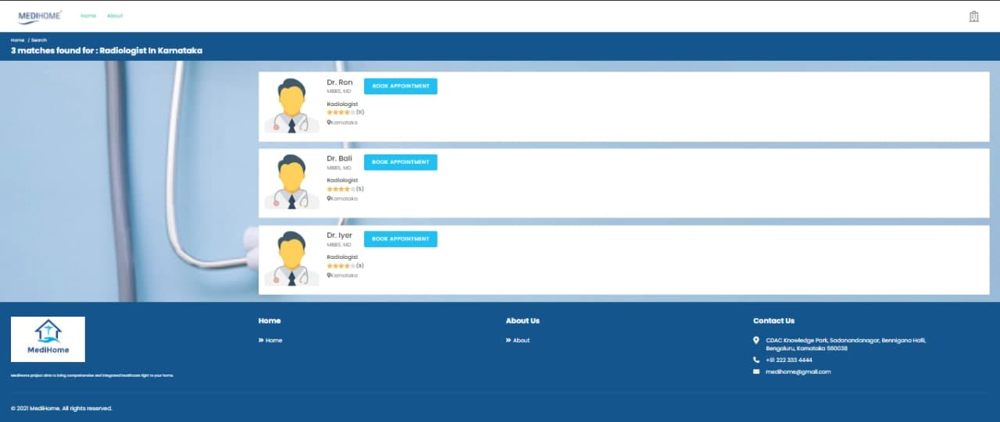 MEDIHOME
Home About
Home / Search
3 matches found for : Radiologist In Karnataka
Dr. Ron
BOOK APPOINTMENT
MBBS, MD
Radiologist
(11)
Karnataka
Dr. Bali
BOOK APPOINTMENT
MBBS, MD
Radiologist
(5)
Karnataka
Dr. Iyer
BOOK APPOINTMENT
MBBS, MD
Radiologist
Karnataka
MediHome
MediHome project aims to bring comprehensive and integrated healthcare right to your home.
Home
Home
About Us
About
Contact Us
CDAC Knowledge Park, Sadanandanagar, Bennigana Halli,
Bengaluru, Karnataka 560038
+91 222 333 4444
medihome@gmail.com
© 2021 MediHome. All rights reserved.